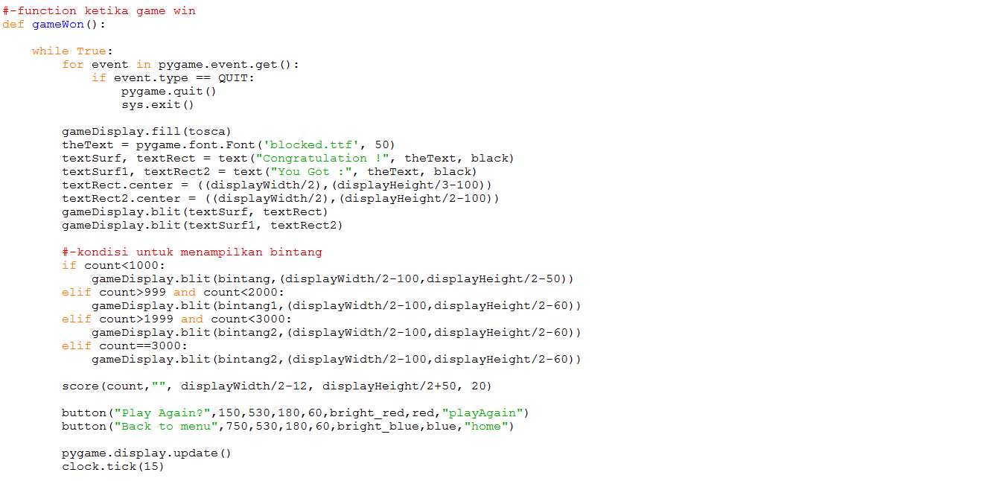 #-function ketika game win
def gameWon():
    while True:
        for event in pygame.event.get():
            if event.type == QUIT:
                pygame.quit()
                sys.exit()
        gameDisplay.fill(tosca)
        theText = pygame.font.Font('blocked.ttf', 50)
        textSurf, textRect = text("Congratulation !", theText, black)
        textSurf1, textRect2 = text("You Got :", theText, black)
        textRect.center = ((displayWidth/2),(displayHeight/3-100))
        textRect2.center = ((displayWidth/2),(displayHeight/2-100))
        gameDisplay.blit(textSurf, textRect)
        gameDisplay.blit(textSurf1, textRect2)
        #-kondisi untuk menampilkan bintang
        if count<1000:
            gameDisplay.blit(bintang,(displayWidth/2-100,displayHeight/2-50))
        elif count>999 and count<2000:
            gameDisplay.blit(bintang1,(displayWidth/2-100,displayHeight/2-60))
        elif count>1999 and count<3000:
            gameDisplay.blit(bintang2,(displayWidth/2-100,displayHeight/2-60))
        elif count==3000:
            gameDisplay.blit(bintang2,(displayWidth/2-100,displayHeight/2-60))
        score(count,"", displayWidth/2-12, displayHeight/2+50, 20)
        button("Play Again?",150,530,180,60,bright_red,red,"playAgain")
        button("Back to menu",750,530,180,60,bright_blue,blue,"home")
        pygame.display.update()
        clock.tick(15)